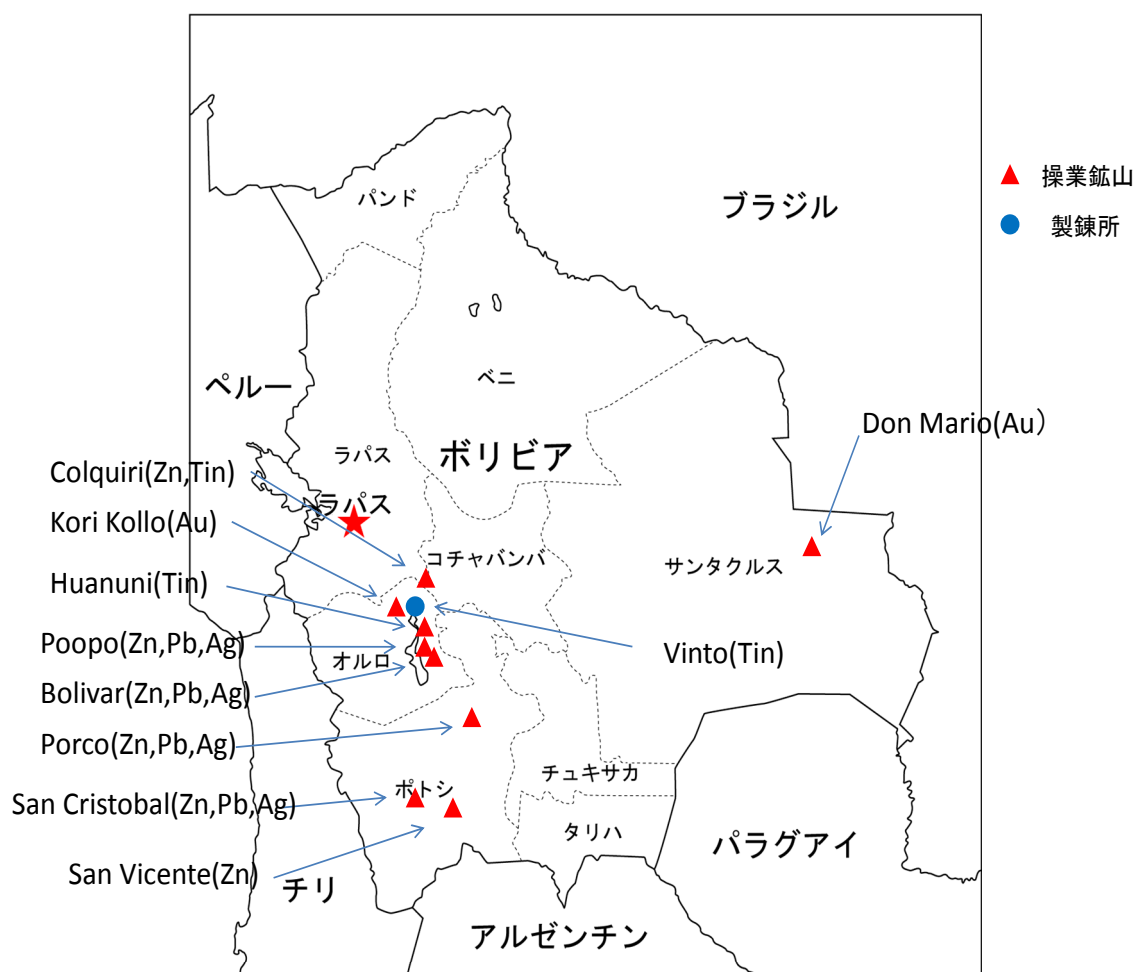 パンド
ブラジル
操業鉱山
製錬所
ベニ
ペルー
Don Mario(Au）
ボリビア
ラパス
Colquiri(Zn,Tin)
ラパス
Kori Kollo(Au)
コチャバンバ
サンタクルス
Huanuni(Tin)
Poopo(Zn,Pb,Ag)
オルロ
Vinto(Tin)
Bolivar(Zn,Pb,Ag)
Porco(Zn,Pb,Ag)
チュキサカ
ポトシ
San Cristobal(Zn,Pb,Ag)
タリハ
パラグアイ
San Vicente(Zn)
チリ
アルゼンチン